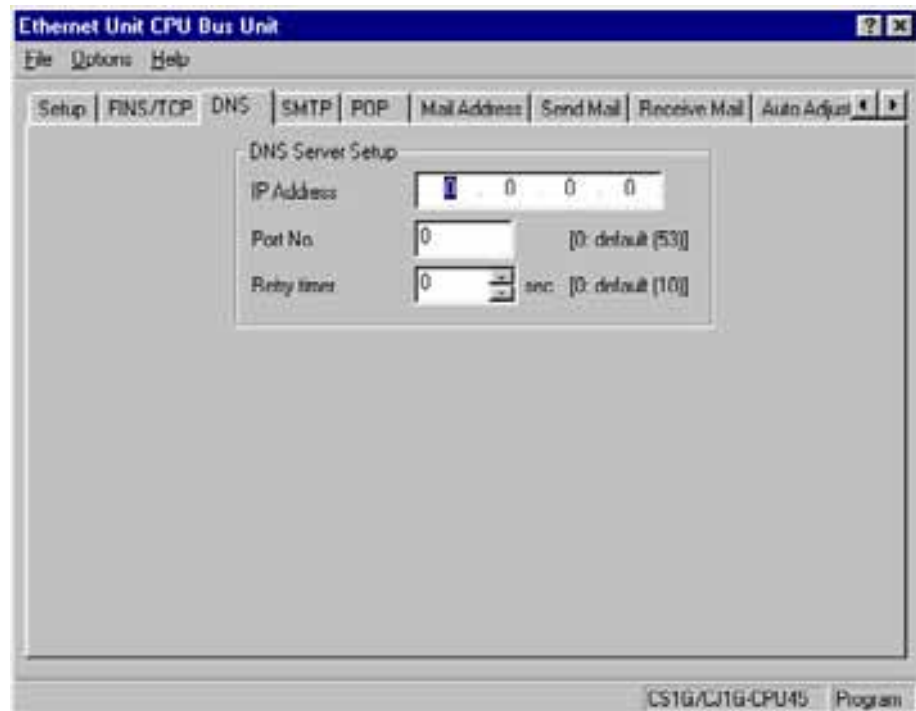 Ethernet Unit CPU Bus Unit
File Options Help
Setup FINS/TCP DNS SMTP POP Mail Address Send Mail Receive Mail Auto Adjust
DNS Server Setup
IP Address 0 . 0 . 0 . 0
Port No. 0 [0: default (53)]
Retry timer 0 sec [0: default (10)]
CS1G/CJ1G-CPU45 Program